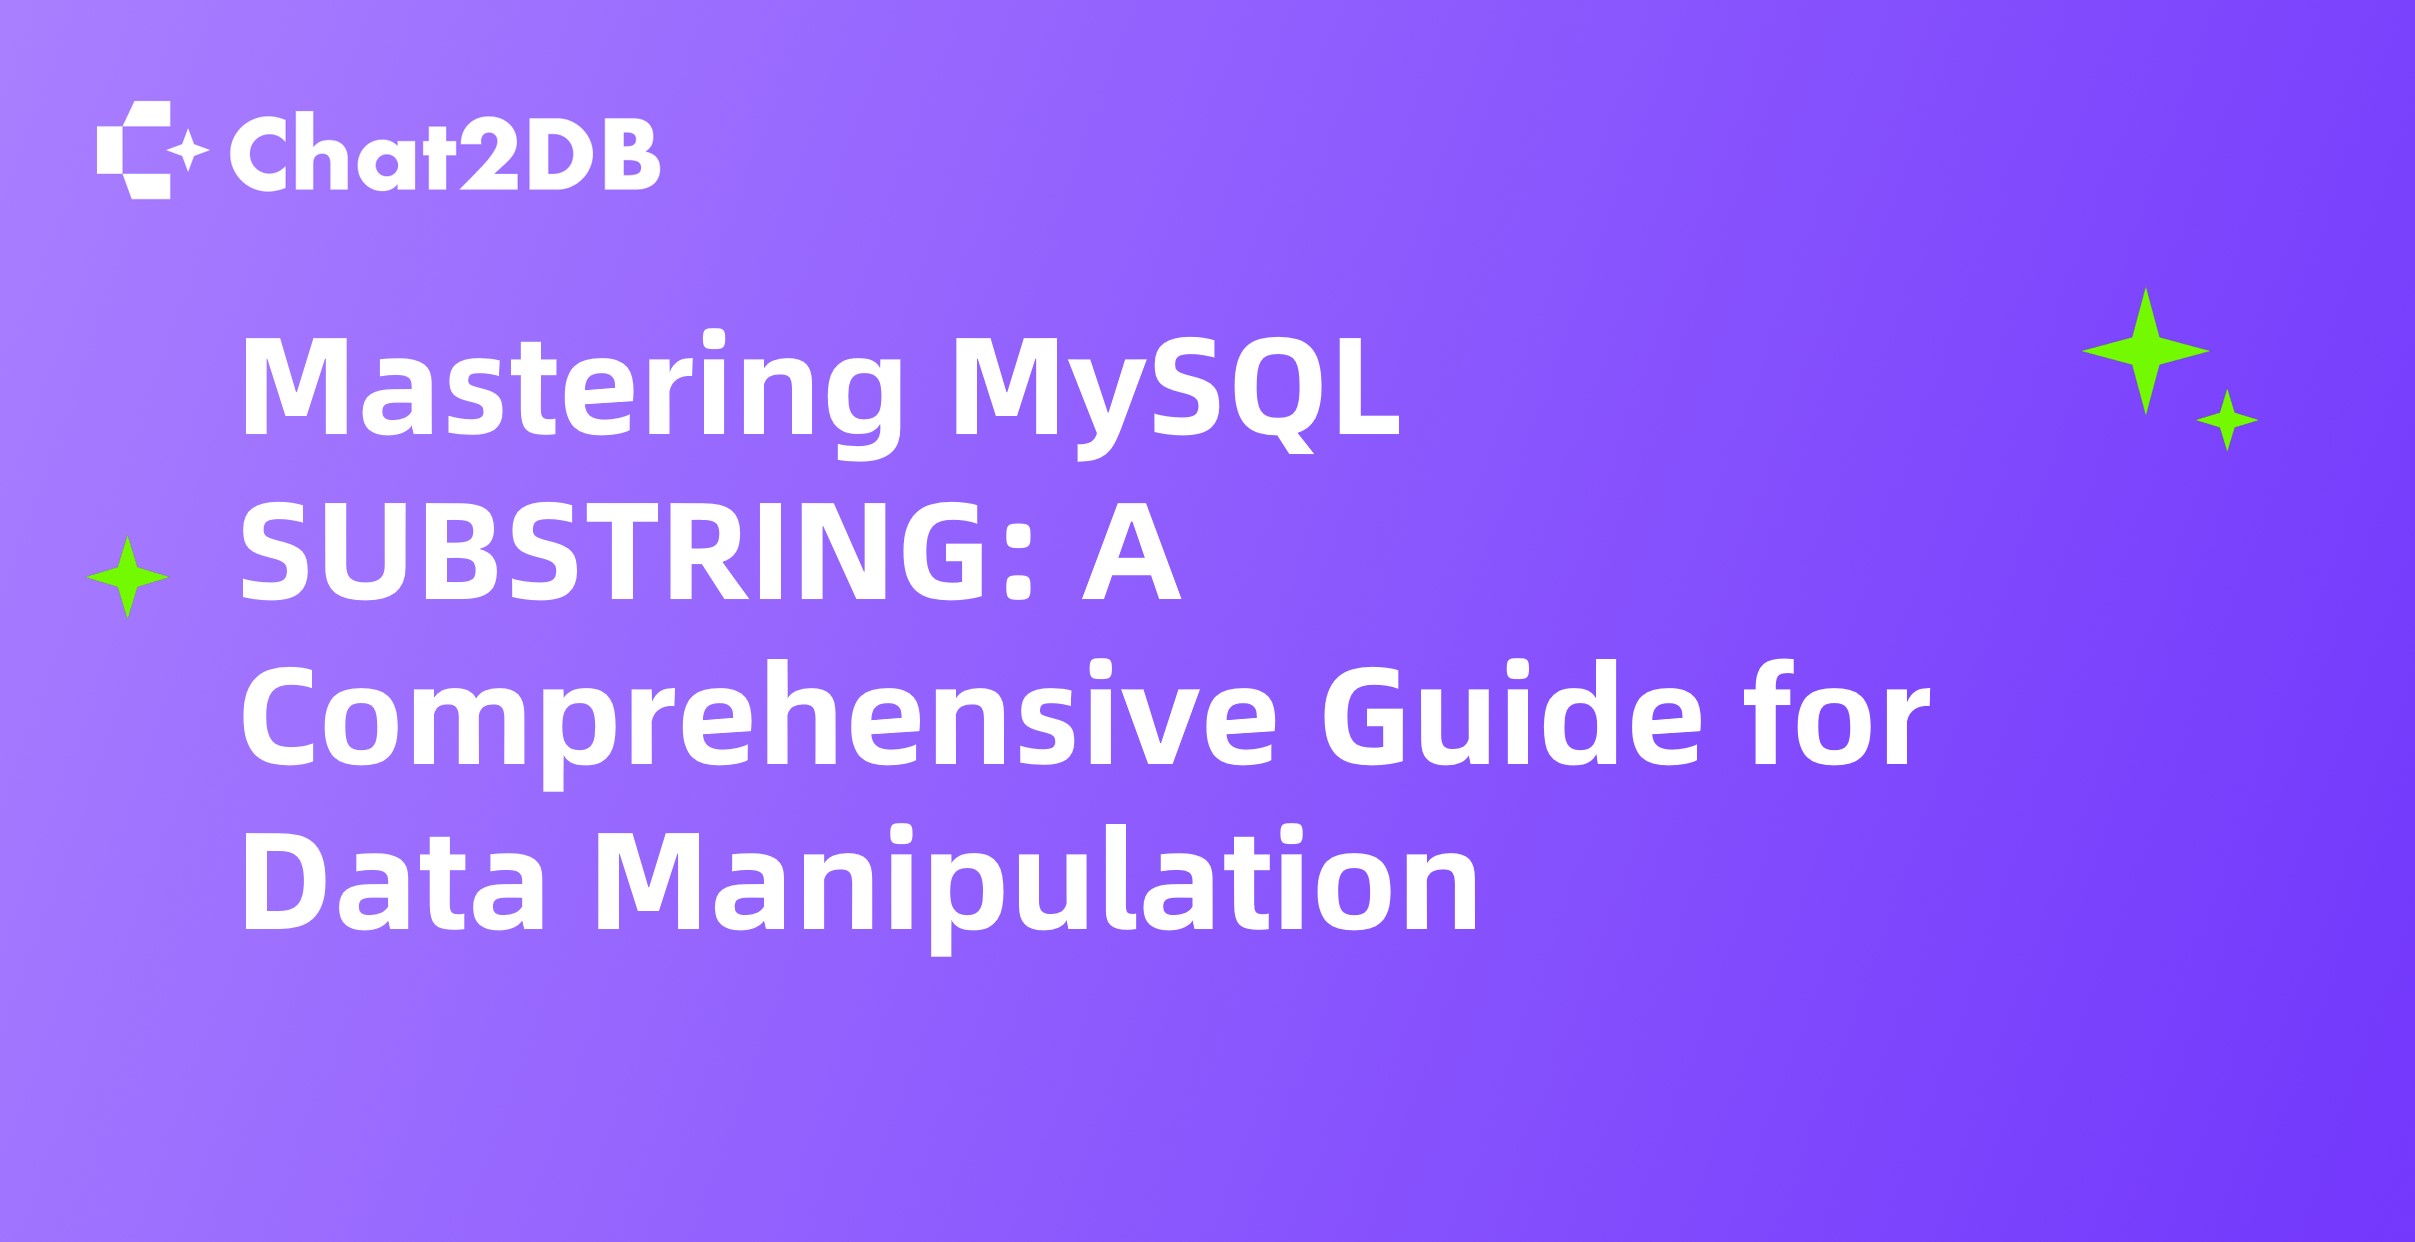 Chat2DB
Mastering MySQL
SUBSTRING: A
Comprehensive Guide for
Data Manipulation